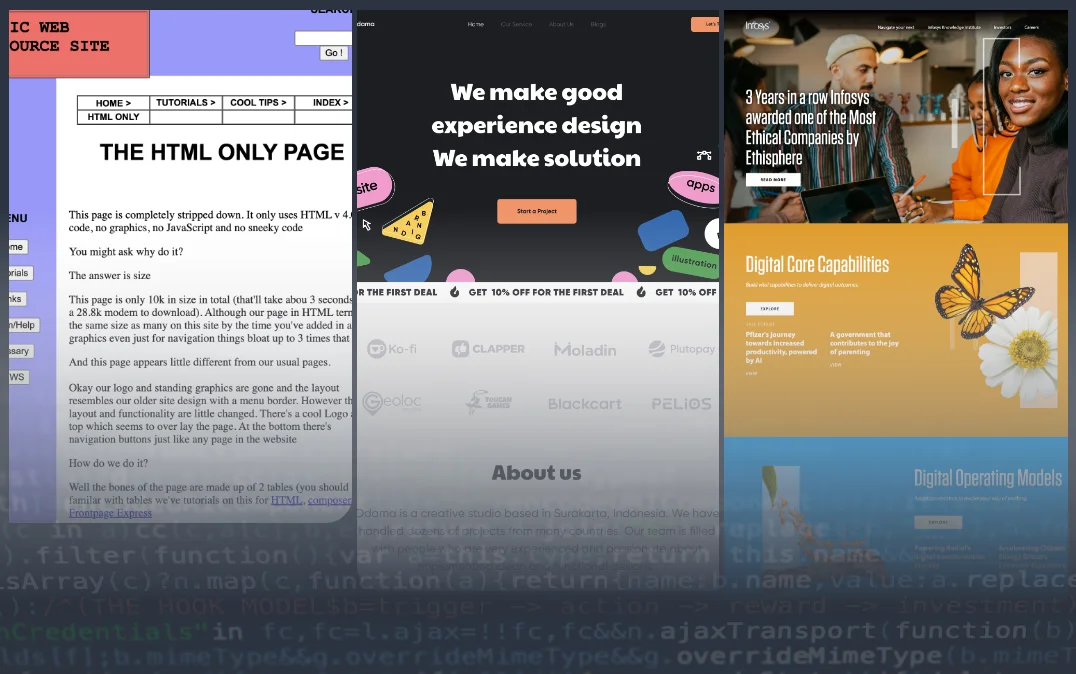 SEARCH
IC WEB
OURCE SITE
Go !
HOME >
TUTORIALS >
COOL TIPS >
INDEX >
HTML ONLY
THE HTML ONLY PAGE
ENU
ome
orials
nks
m/Help
ssary
WS
This page is completely stripped down. It only uses HTML v 4.0
code, no graphics, no JavaScript and no sneeky code
You might ask why do it?
The answer is size
This page is only 10k in size in total (that'll take abou 3 seconds
a 28.8k modem to download). Although our page in HTML term
the same size as many on this site by the time you've added in a
graphics even just for navigation things bloat up to 3 times that
And this page appears little different from our usual pages.
Okay our logo and standing graphics are gone and the layout
resembles our older site design with a menu border. However th
layout and functionality are little changed. There's a cool Logo a
top which seems to over lay the page. At the bottom there's
navigation buttons just like any page in the website
How do we do it?
Well the bones of the page are made up of 2 tables (you should
familar with tables we've tutorials on this for HTML, composer
Frontpage Express
dama
Home
Our Service
About Us
Blogs
Let's T
We make good
experience design
We make solution
Start a Project
site
BRANDING
apps
illustration
R THE FIRST DEAL
GET 10% OFF FOR THE FIRST DEAL
GET 10% OFF
Ko-fi
CLAPPER
Moladin
Plutopay
Geoloc
TOUCAN
GAMES
Blackcart
PELiOS
About us
Odama is a creative studio based in Surakarta, Indonesia. We have
handled dozens of projects from many countries. Our team is filled
Infosys
Navigate your next
Infosys Knowledge Institute
Investors
Careers
3 Years in a row Infosys
awarded one of the Most
Ethical Companies by
Ethisphere
READ MORE
Digital Core Capabilities
Build vital capabilities to deliver digital outcomes
EXPLORE
Pfizer's journey
towards increased
productivity, powered
by AI
VIEW
A government that
contributes to the joy
of parenting
VIEW
Digital Operating Models
EXPLORE
).filter(function(){var
return this name
sArray(c)?n.map(c,function(a){return{name:b.name,value:a.replace
):/^(THE HOOK MODEL$b=trigger -> action -> reward -> investment)
nCredentials"in fc,fc=l.ajax=!!fc,fc&&n.ajaxTransport(function(b)
lds[f];b.mimeType&&g.overrideMimeType&&g.overrideMimeType(b.mimeT